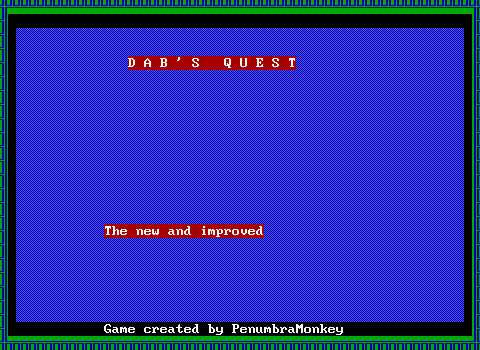 D A B ' S   Q U E S T
The new and improved
Game created by PenumbraMonkey